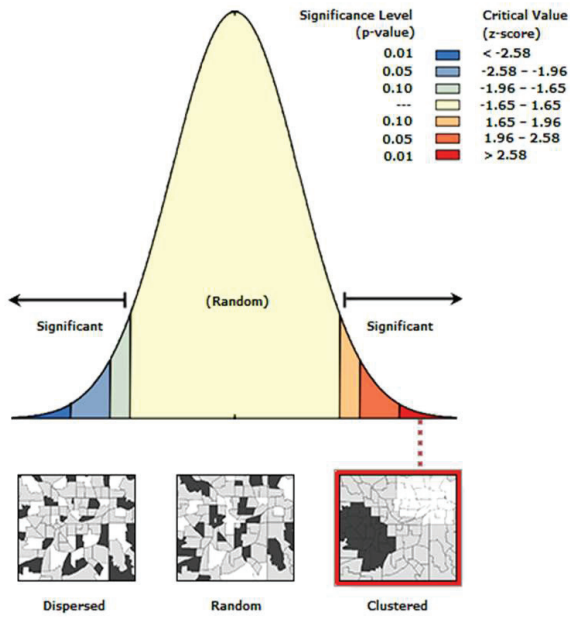 Significance Level Critical Value
(p-value) (z-score)
0.01 < -2.58
0.05 -2.58 – -1.96
0.10 -1.96 – -1.65
--- -1.65 – 1.65
0.10 1.65 – 1.96
0.05 1.96 – 2.58
0.01 > 2.58
(Random)
Significant Significant
Dispersed Random Clustered